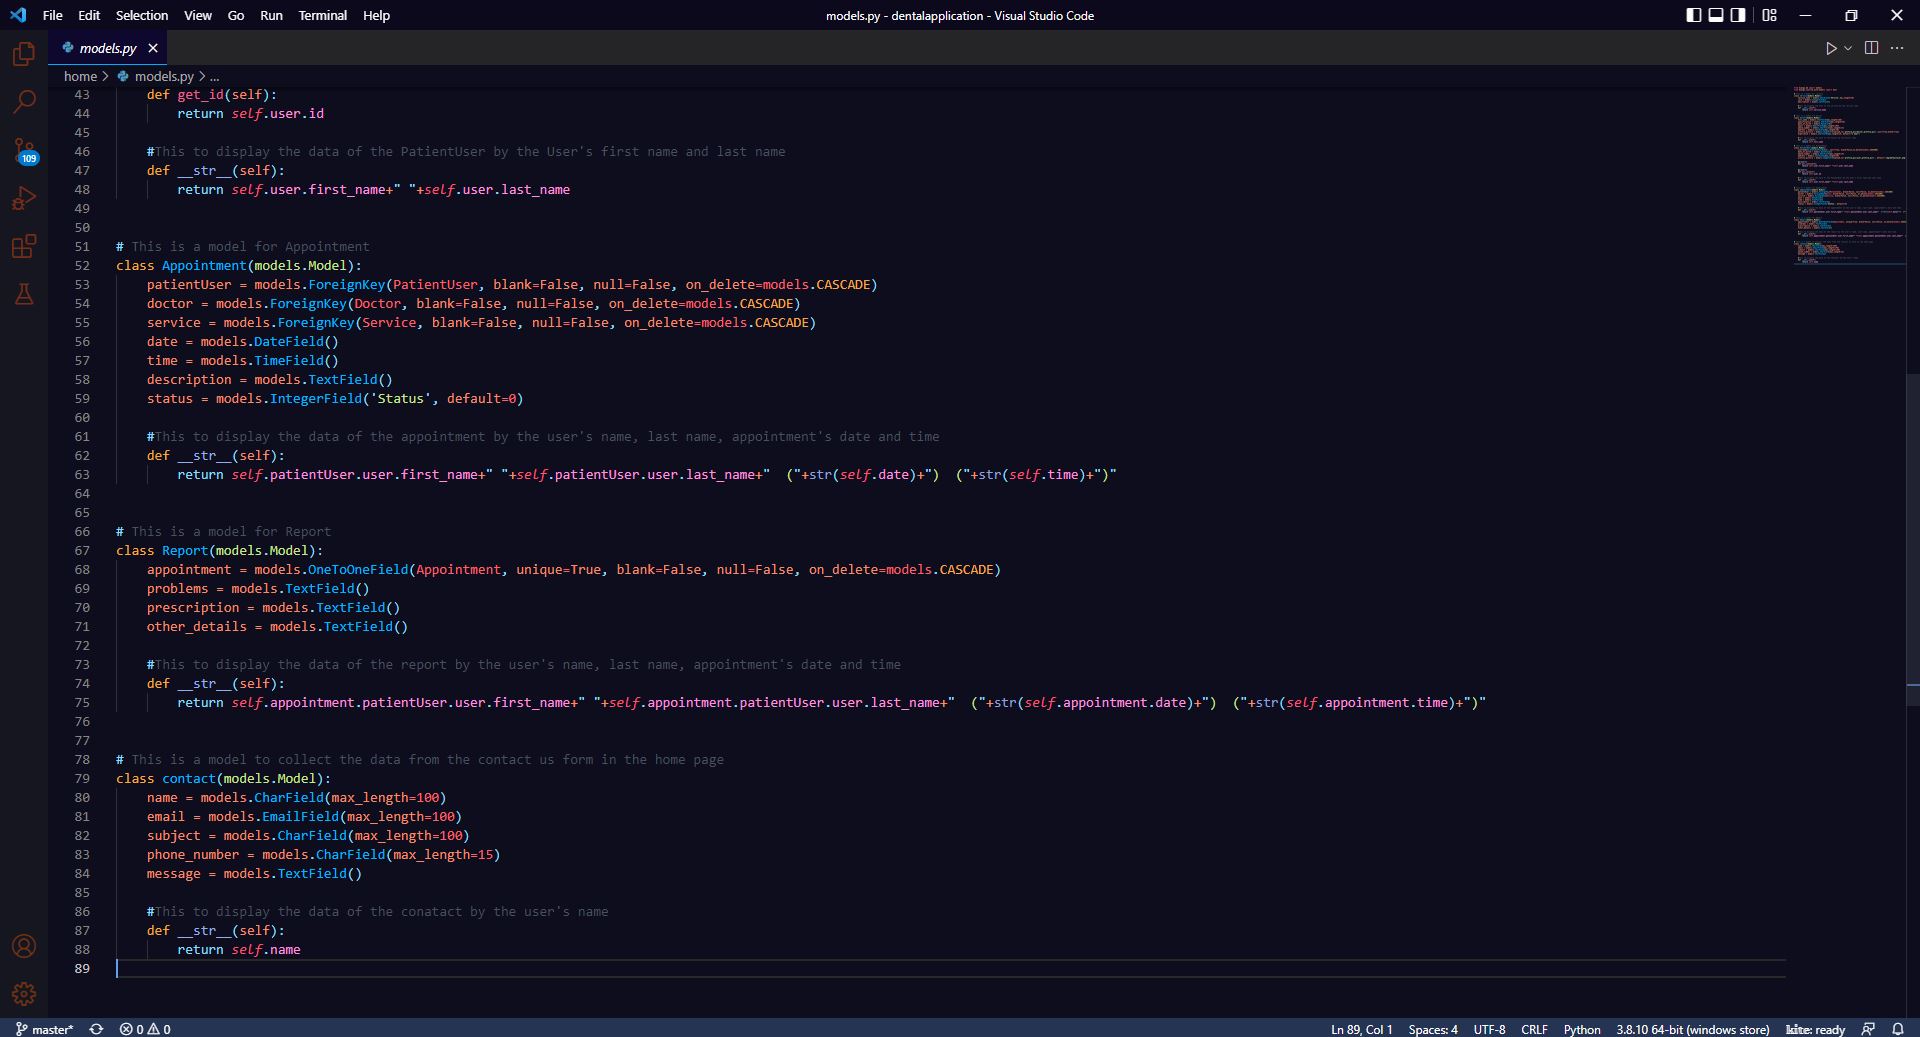 File Edit Selection View Go Run Terminal Help
models.py - dentalapplication - Visual Studio Code
models.py
home > models.py > ...
43 def get_id(self):
44 return self.user.id
45
46 #This to display the data of the PatientUser by the User's first name and last name
47 def __str__(self):
48 return self.user.first_name+" "+self.user.last_name
49
50
51 # This is a model for Appointment
52 class Appointment(models.Model):
53 patientUser = models.ForeignKey(PatientUser, blank=False, null=False, on_delete=models.CASCADE)
54 doctor = models.ForeignKey(Doctor, blank=False, null=False, on_delete=models.CASCADE)
55 service = models.ForeignKey(Service, blank=False, null=False, on_delete=models.CASCADE)
56 date = models.DateField()
57 time = models.TimeField()
58 description = models.TextField()
59 status = models.IntegerField('Status', default=0)
60
61 #This to display the data of the appointment by the user's name, last name, appointment's date and time
62 def __str__(self):
63 return self.patientUser.user.first_name+" "+self.patientUser.user.last_name+"  ("+str(self.date)+")  ("+str(self.time)+")"
64
65
66 # This is a model for Report
67 class Report(models.Model):
68 appointment = models.OneToOneField(Appointment, unique=True, blank=False, null=False, on_delete=models.CASCADE)
69 problems = models.TextField()
70 prescription = models.TextField()
71 other_details = models.TextField()
72
73 #This to display the data of the report by the user's name, last name, appointment's date and time
74 def __str__(self):
75 return self.appointment.patientUser.user.first_name+" "+self.appointment.patientUser.user.last_name+"  ("+str(self.appointment.date)+")  ("+str(self.appointment.time)+")"
76
77
78 # This is a model to collect the data from the contact us form in the home page
79 class contact(models.Model):
80 name = models.CharField(max_length=100)
81 email = models.EmailField(max_length=100)
82 subject = models.CharField(max_length=100)
83 phone_number = models.CharField(max_length=15)
84 message = models.TextField()
85
86 #This to display the data of the conatact by the user's name
87 def __str__(self):
88 return self.name
89
109
master* 0 0
Ln 89, Col 1 Spaces: 4 UTF-8 CRLF Python 3.8.10 64-bit (windows store) kite: ready